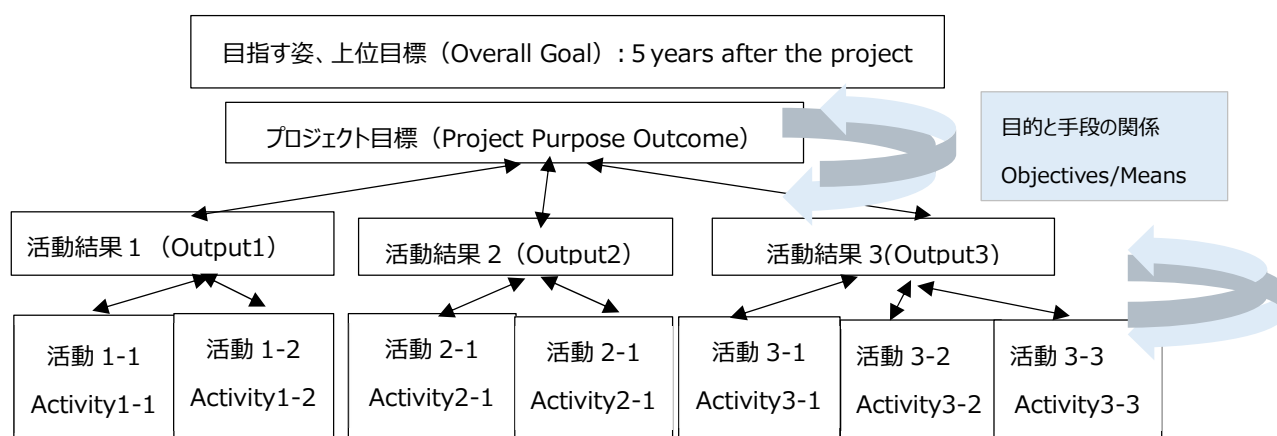 目指す姿、上位目標（Overall Goal）: 5 years after the project
プロジェクト目標（Project Purpose Outcome）
目的と手段の関係
Objectives/Means
活動結果 1 （Output1）
活動結果 2（Output2）
活動結果 3(Output3)
活動 1-1
Activity1-1
活動 1-2
Activity1-2
活動 2-1
Activity2-1
活動 2-1
Activity2-1
活動 3-1
Activity3-1
活動 3-2
Activity3-2
活動 3-3
Activity3-3